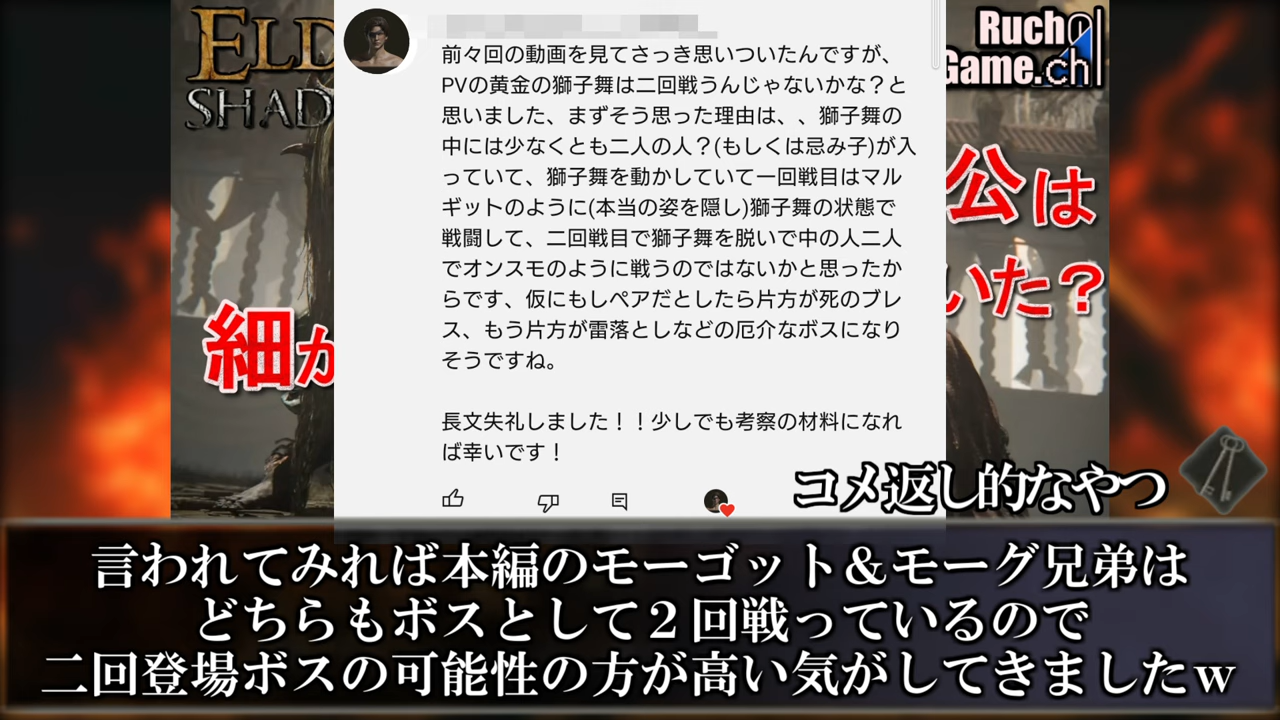 ELD
SHAD
Rucho
Game.ch
前々回の動画を見てさっき思いついたんですが、
PVの黄金の獅子舞は二回戦うんじゃないかな？と
思いました、まずそう思った理由は、、獅子舞の
中には少なくとも二人の人？(もしくは忌み子)が入
っていて、獅子舞を動かしていて一回戦目はマル
ギットのように(本当の姿を隠し)獅子舞の状態で
戦闘して、二回戦目で獅子舞を脱いで中の人二人
でオンスモのように戦うのではないかと思ったか
らです、仮にもしペアだとしたら片方が死のブレ
ス、もう片方が雷落としなどの厄介なボスになり
そうですね。
長文失礼しました！！少しでも考察の材料になれ
ば幸いです！
公は
いた？
細か
コメ返し的なやつ
言われてみれば本編のモーゴット＆モーグ兄弟は
どちらもボスとして２回戦っているので
二回登場ボスの可能性の方が高い気がしてきましたｗ